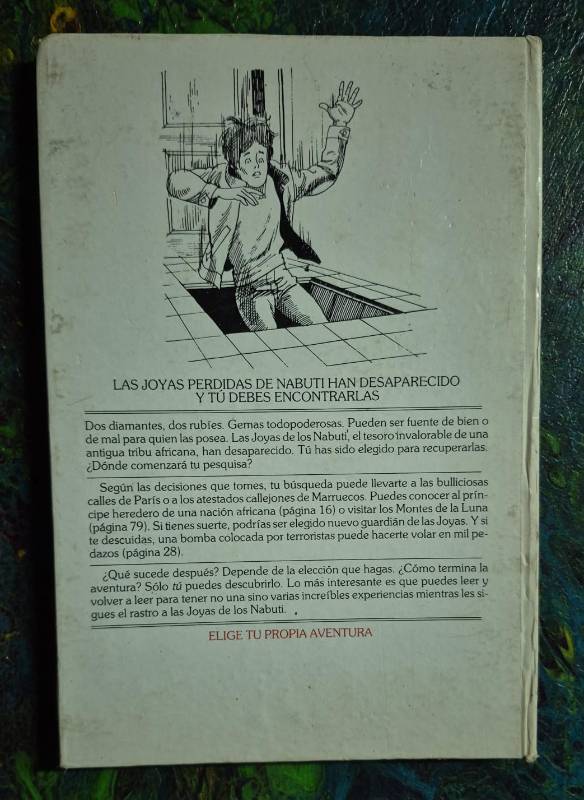 LAS JOYAS PERDIDAS DE NABUTI HAN DESAPARECIDO
Y TÚ DEBES ENCONTRARLAS
Dos diamantes, dos rubíes. Gemas todopoderosas. Pueden ser fuente de bien o
de mal para quien las posea. Las Joyas de los Nabuti, el tesoro invalorable de una
antigua tribu africana, han desaparecido. Tú has sido elegido para recuperarlas.
¿Dónde comenzará tu pesquisa?
Según las decisiones que tomes, tu búsqueda puede llevarte a las bulliciosas
calles de París o a los atestados callejones de Marruecos. Puedes conocer al prín-
cipe heredero de una nación africana (página 16) o visitar los Montes de la Luna
(página 79). Si tienes suerte, podrías ser elegido nuevo guardián de las Joyas. Y si
te descuidas, una bomba colocada por terroristas puede hacerte volar en mil pe-
dazos (página 28).
¿Qué sucede después? Depende de la elección que hagas. ¿Cómo termina la
aventura? Sólo tú puedes descubrirlo. Lo más interesante es que puedes leer y
volver a leer para tener no una sino varias increíbles experiencias mientras les si-
gues el rastro a las Joyas de los Nabuti.
ELIGE TU PROPIA AVENTURA